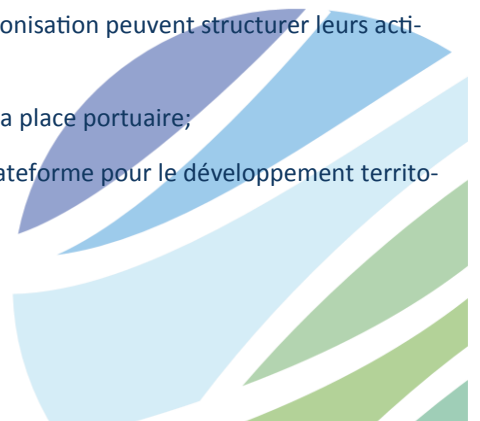 onisation peuvent structurer leurs acti-
a place portuaire;
ateforme pour le développement territo-